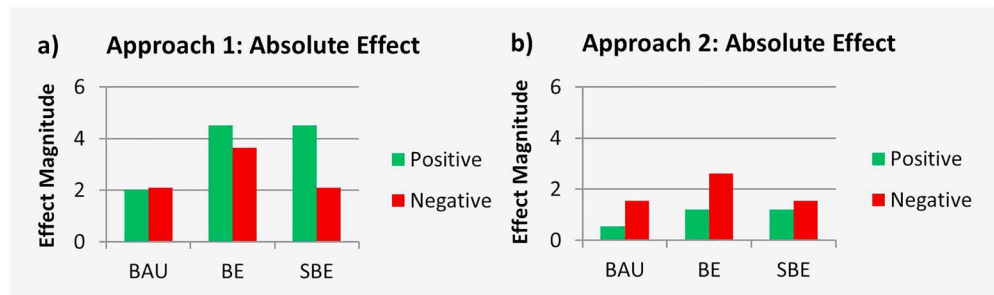 a) Approach 1: Absolute Effect
Effect Magnitude
6
4
2
0
BAU BE SBE
Positive
Negative
b) Approach 2: Absolute Effect
Effect Magnitude
6
4
2
0
BAU BE SBE
Positive
Negative